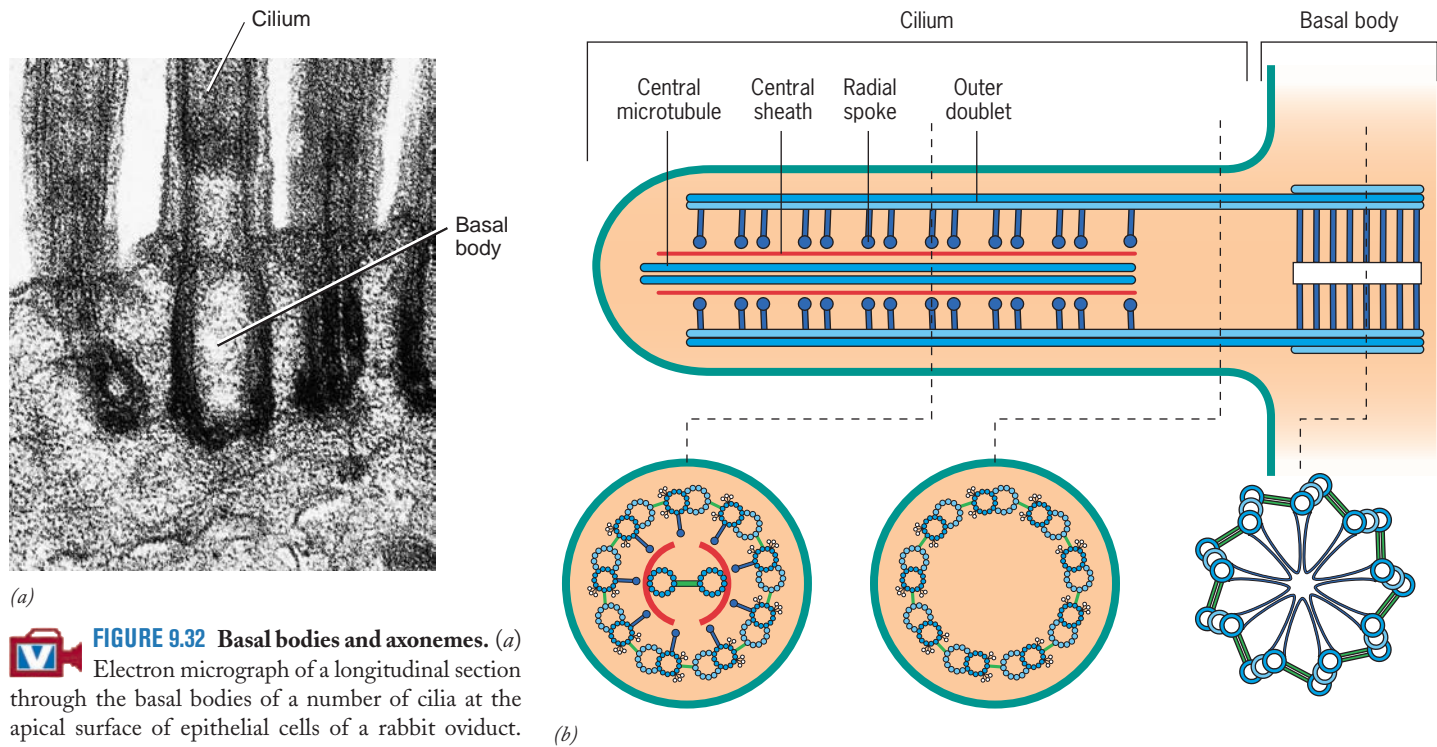 Cilium
Basal
body
(a)
FIGURE 9.32 Basal bodies and axonemes. (a)
Electron micrograph of a longitudinal section
through the basal bodies of a number of cilia at the
apical surface of epithelial cells of a rabbit oviduct.
Cilium
Basal body
Central
microtubule
Central
sheath
Radial
spoke
Outer
doublet
(b)
V